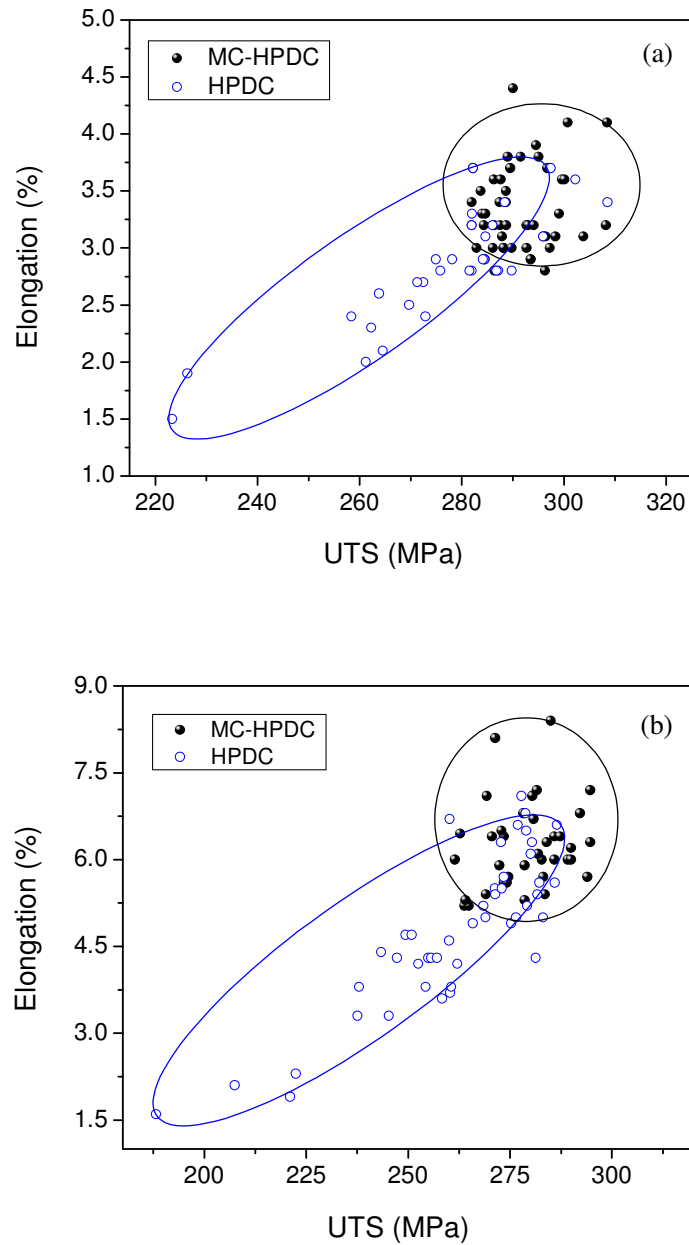 5.0
(a)
MC-HPDC
HPDC
4.5
4.0
3.5
3.0
2.5
2.0
1.5
1.0
Elongation (%)
220 240 260 280 300 320
UTS (MPa)
9.0
(b)
MC-HPDC
HPDC
7.5
6.0
4.5
3.0
1.5
Elongation (%)
200 225 250 275 300
UTS (MPa)